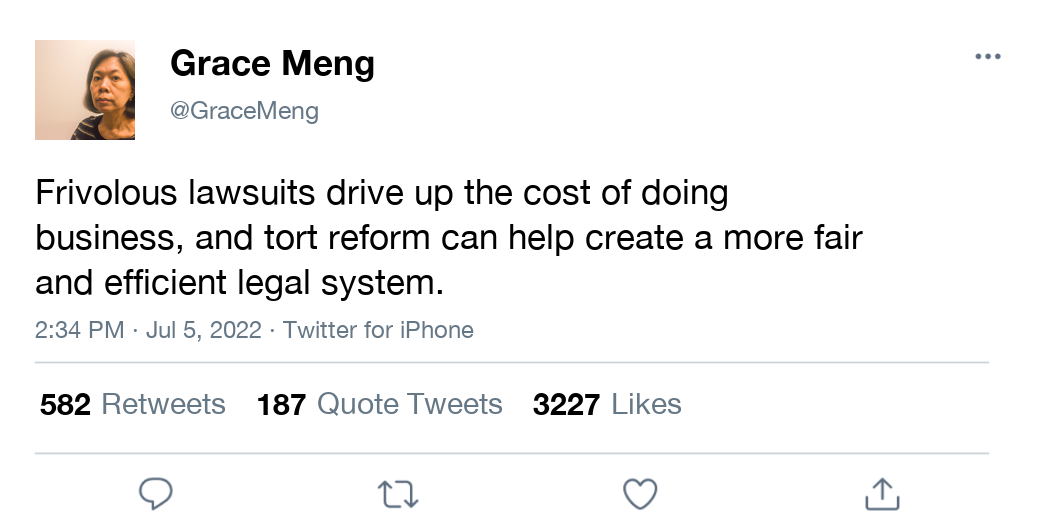 Grace Meng
@GraceMeng
Frivolous lawsuits drive up the cost of doing
business, and tort reform can help create a more fair
and efficient legal system.
2:34 PM · Jul 5, 2022 · Twitter for iPhone
582 Retweets 187 Quote Tweets 3227 Likes